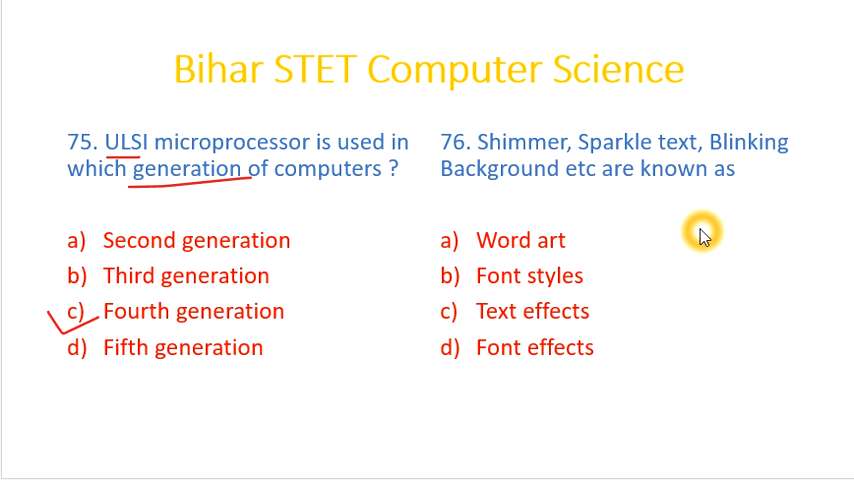 Bihar STET Computer Science
75. ULSI microprocessor is used in
which generation of computers ?
a) Second generation
b) Third generation
c) Fourth generation
d) Fifth generation
76. Shimmer, Sparkle text, Blinking
Background etc are known as
a) Word art
b) Font styles
c) Text effects
d) Font effects